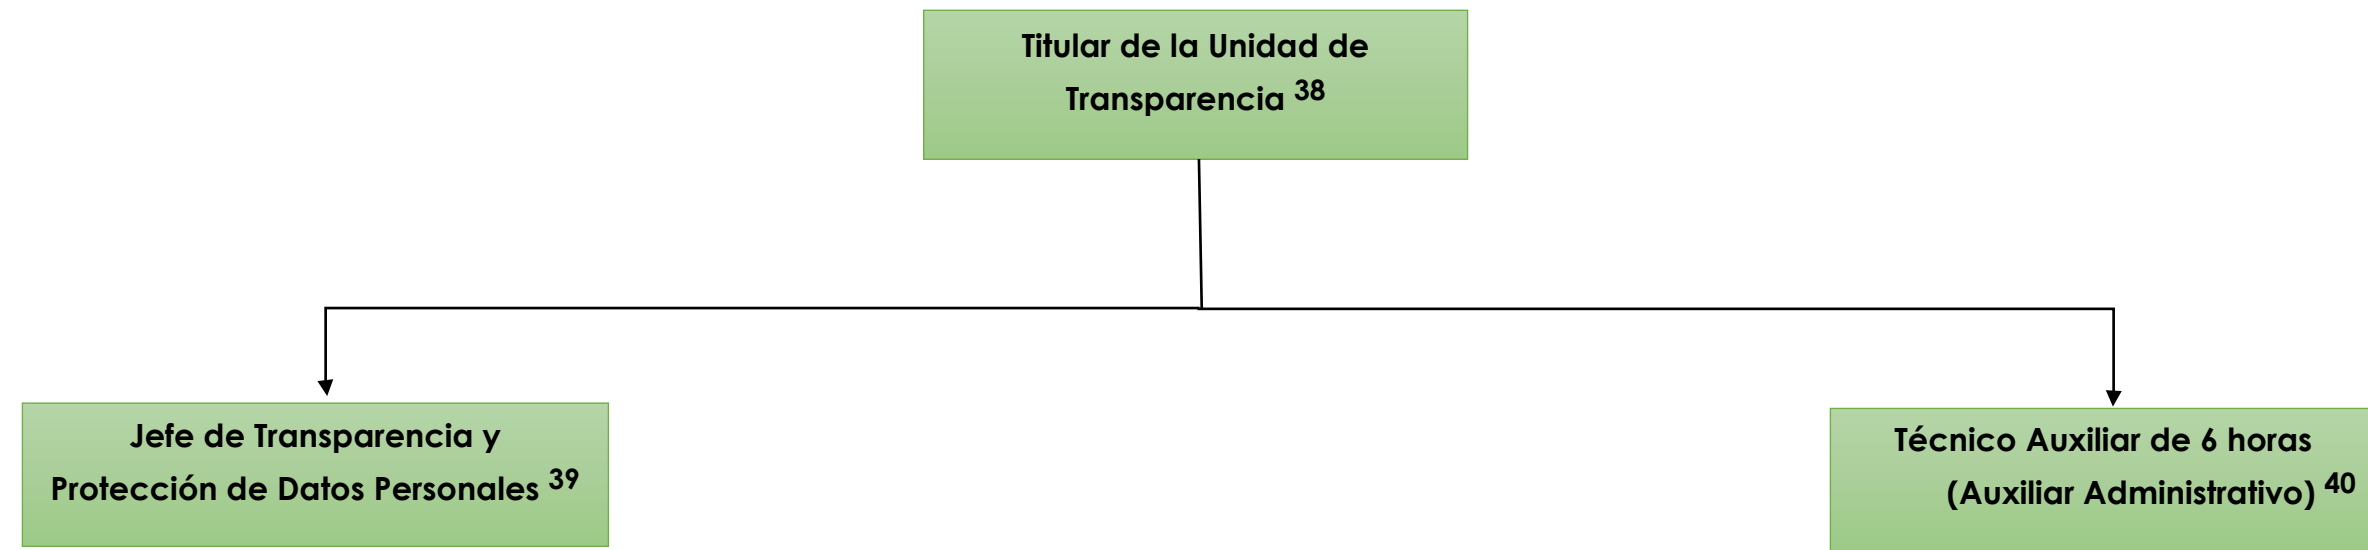 Titular de la Unidad de
Transparencia 38
Jefe de Transparencia y
Protección de Datos Personales 39
Técnico Auxiliar de 6 horas
(Auxiliar Administrativo) 40